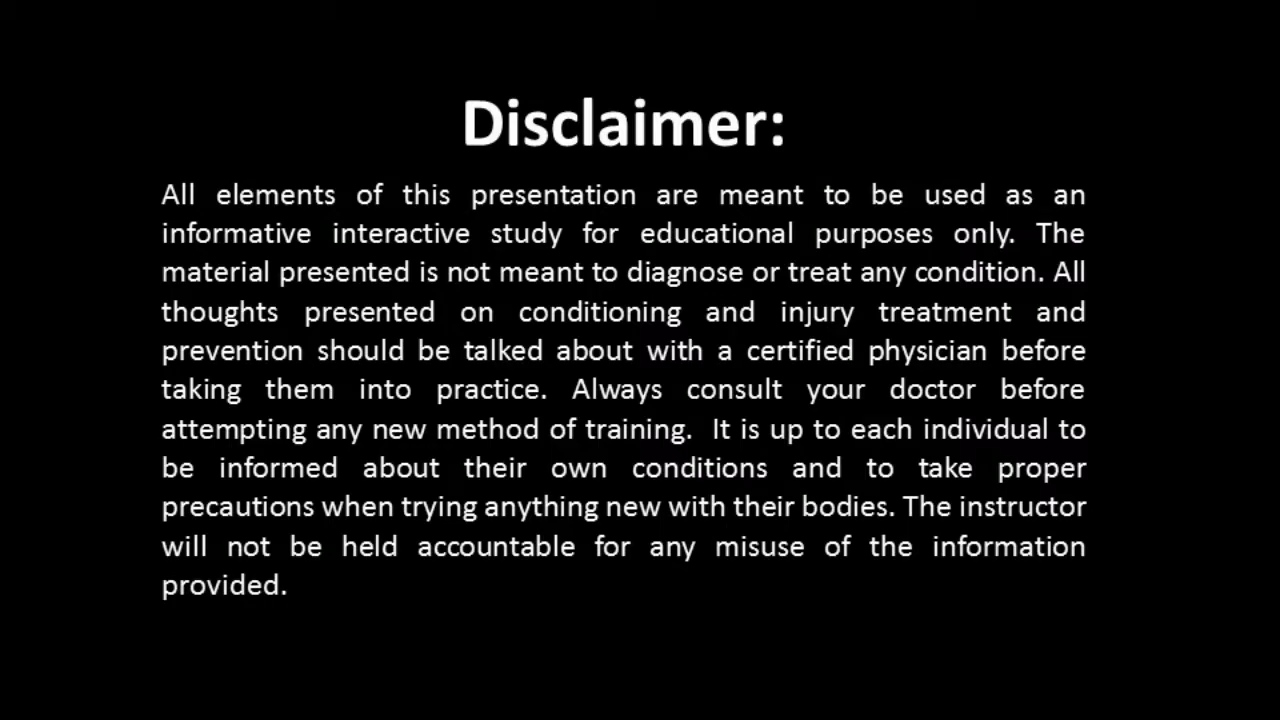 Disclaimer:
All elements of this presentation are meant to be used as an
informative interactive study for educational purposes only. The
material presented is not meant to diagnose or treat any condition. All
thoughts presented on conditioning and injury treatment and
prevention should be talked about with a certified physician before
taking them into practice. Always consult your doctor before
attempting any new method of training.  It is up to each individual to
be informed about their own conditions and to take proper
precautions when trying anything new with their bodies. The instructor
will not be held accountable for any misuse of the information
provided.